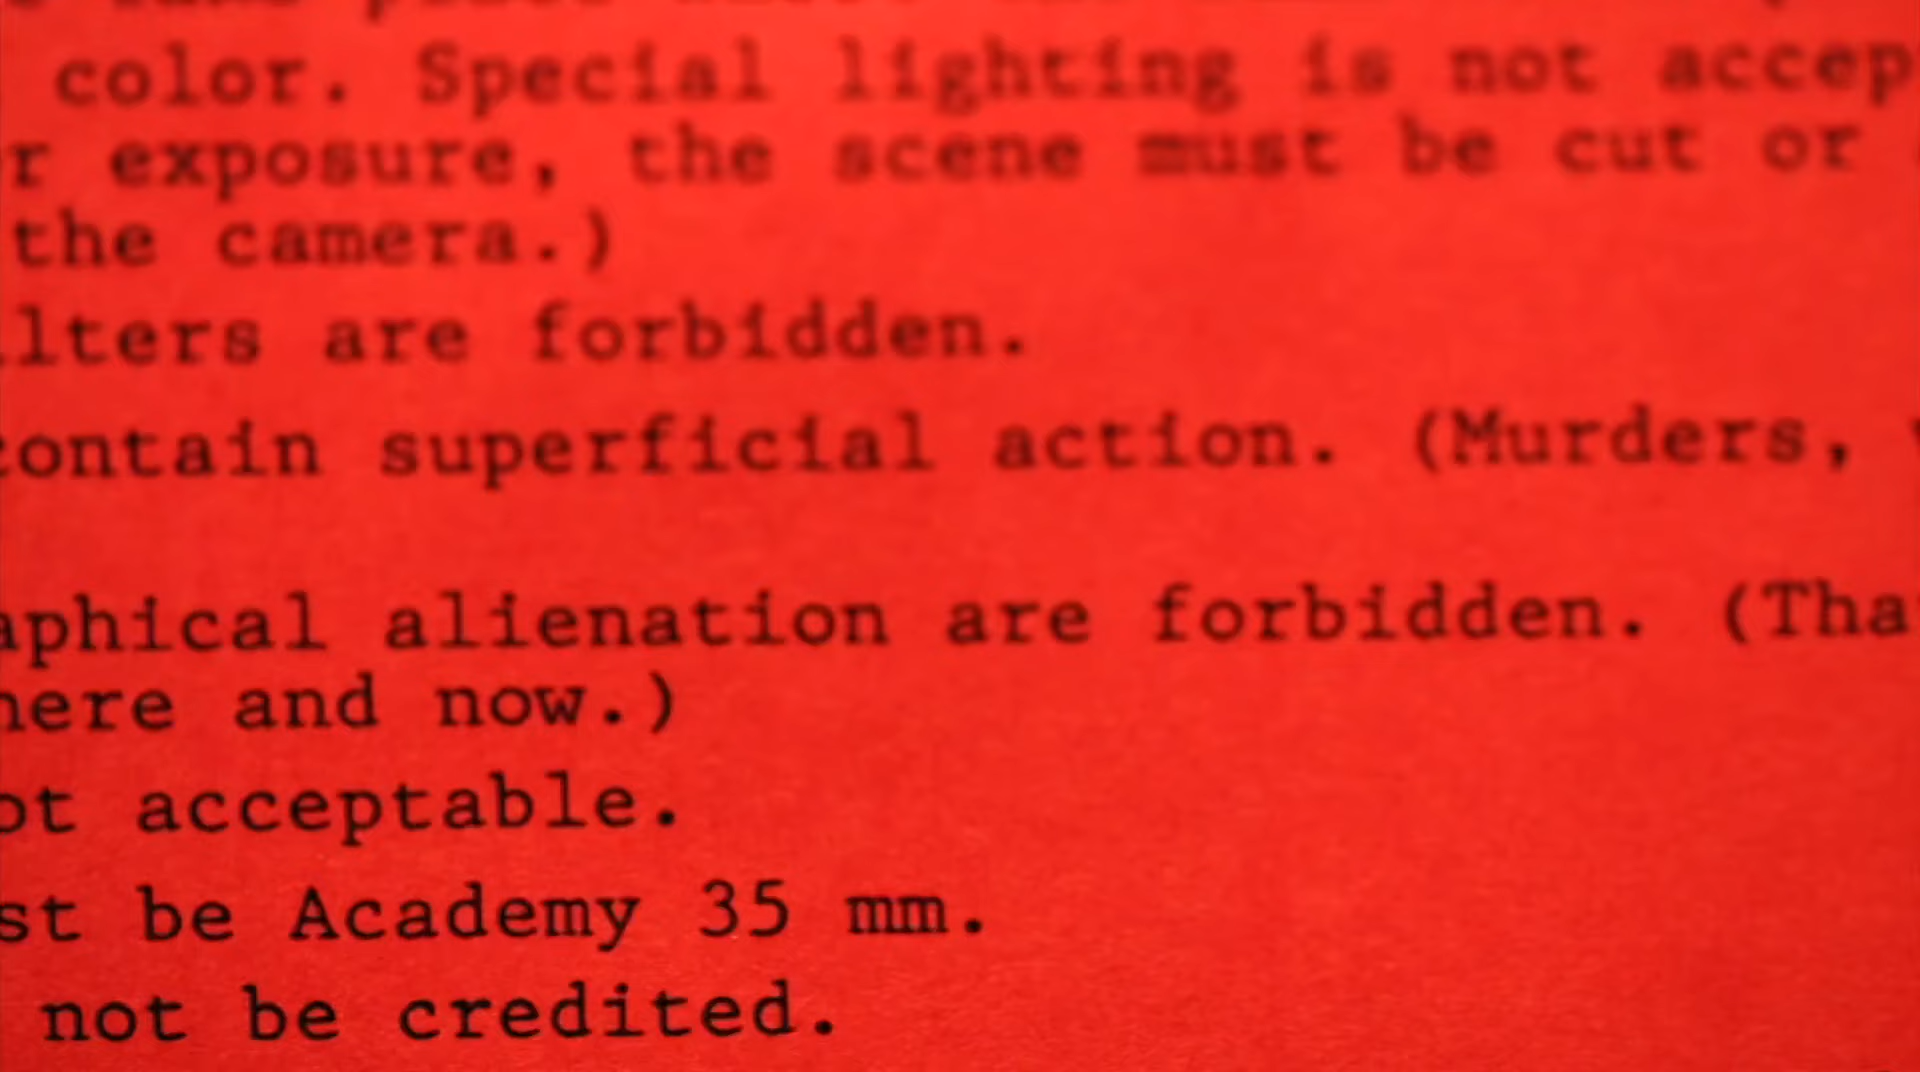 color. Special lighting is not accep
r exposure, the scene must be cut or
the camera.)
lters are forbidden.
contain superficial action. (Murders,
aphical alienation are forbidden. (Tha
here and now.)
ot acceptable.
st be Academy 35 mm.
not be credited.